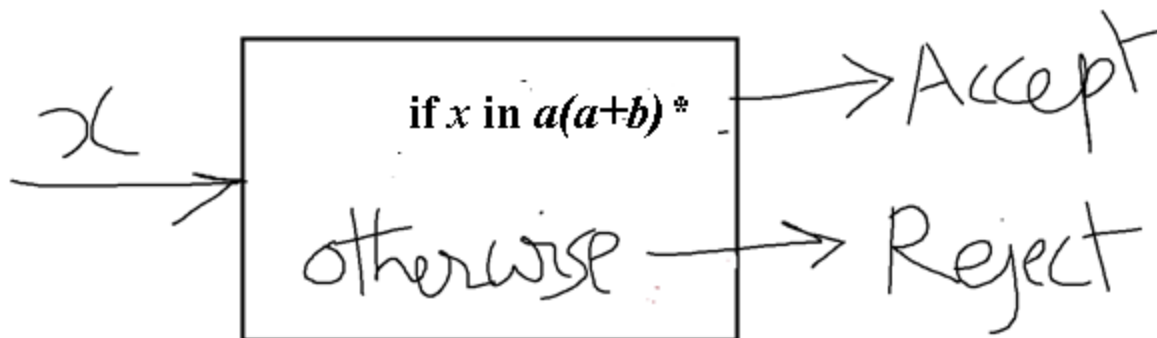 x
if x in a(a+b)*
Accept
otherwise
Reject